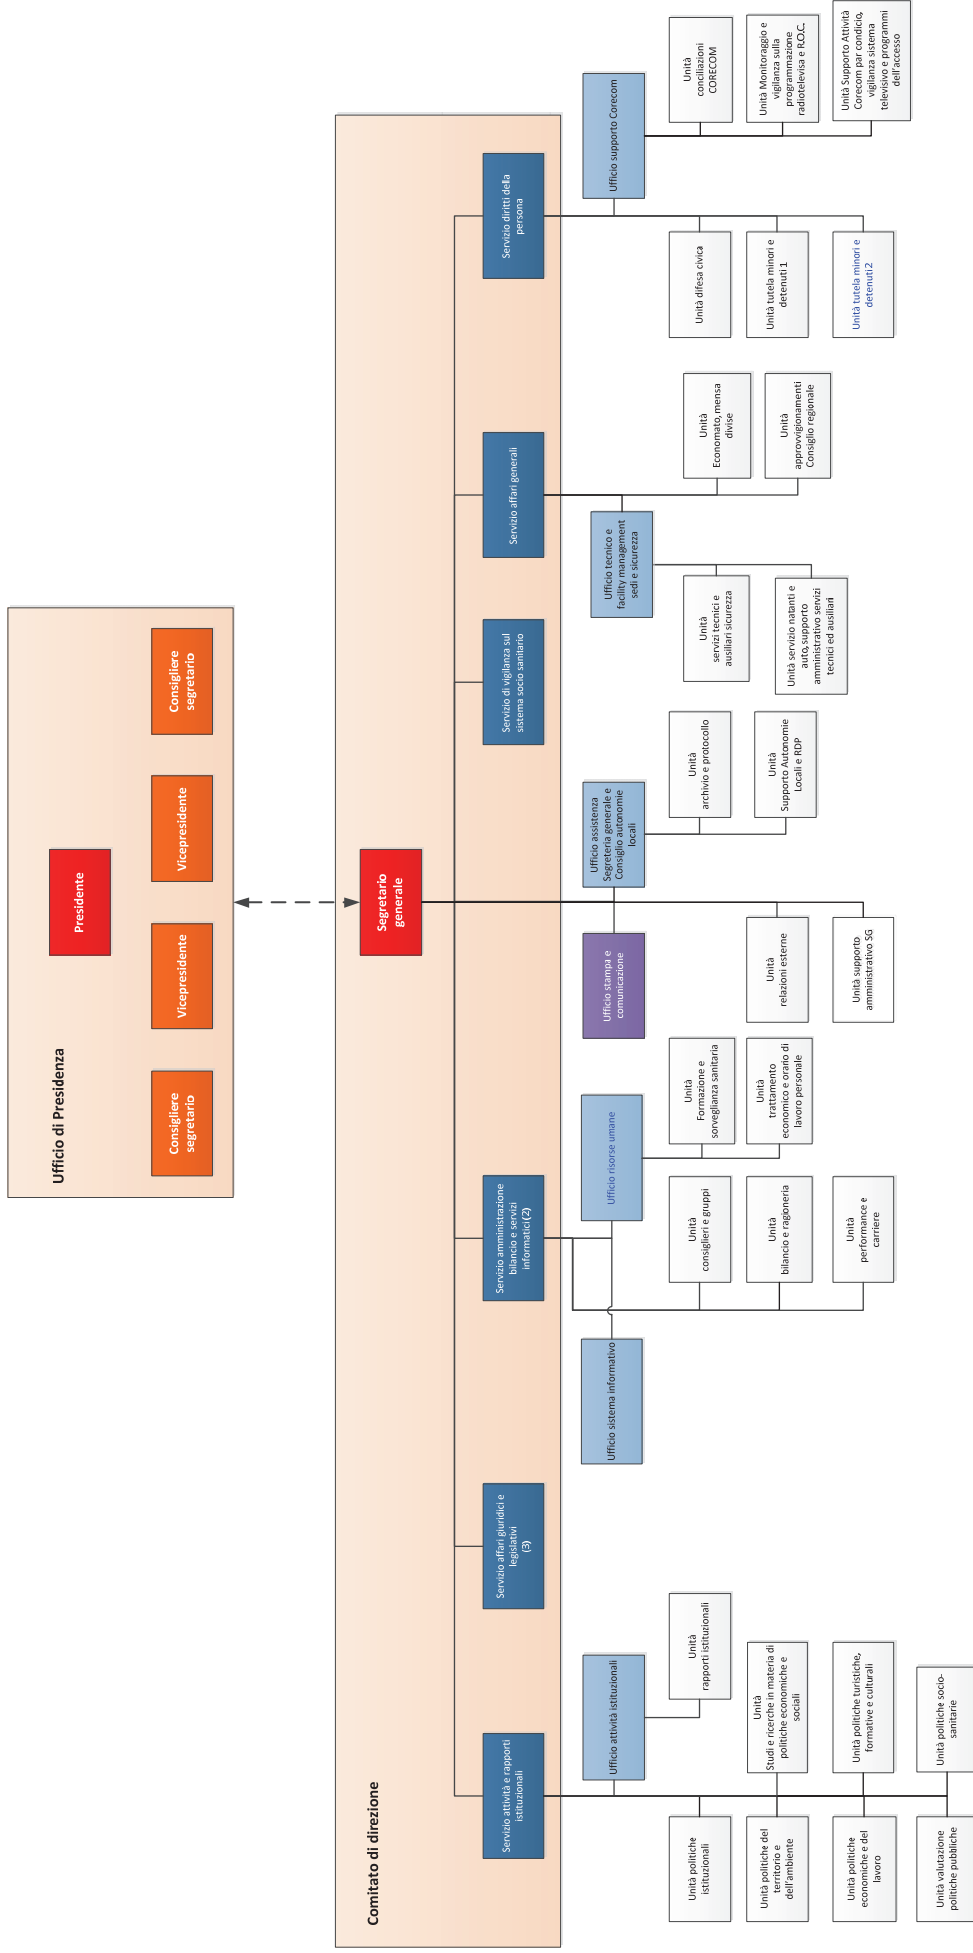 Ufficio di Presidenza
Presidente
Consigliere
segretario
Vicepresidente
Vicepresidente
Consigliere
segretario
Comitato di direzione
Segretario
generale
Servizio attività e rapporti
istituzionali
Servizio affari giuridici e
legislativi
(3)
Servizio amministrazione
bilancio e servizi
informatici (2)
Servizio di vigilanza sul
sistema socio sanitario
Servizio affari generali
Servizio diritti della
persona
Ufficio attività istituzionali
Ufficio sistema informativo
Ufficio risorse umane
Ufficio stampa e
comunicazione
Ufficio assistenza
Segreteria generale e
Consiglio autonomie
locali
Ufficio tecnico e
facility management
sedi e sicurezza
Ufficio supporto Corecom
Unità politiche
istituzionali
Unità
rapporti istituzionali
Unità politiche del
territorio e
dell'ambiente
Unità
Studi e ricerche in materia di
politiche economiche e
sociali
Unità politiche
economiche e del
lavoro
Unità politiche turistiche,
formative e culturali
Unità valutazione
politiche pubbliche
Unità politiche socio-
sanitarie
Unità
consiglieri e gruppi
Unità
bilancio e ragioneria
Unità
performance e
carriere
Unità
Formazione e
sorveglianza sanitaria
Unità
trattamento
economico e orario di
lavoro personale
Unità
relazioni esterne
Unità supporto
amministrativo SG
Unità
archivio e protocollo
Unità
Supporto Autonomie
Locali e RDP
Unità
servizi tecnici e
ausiliari sicurezza
Unità servizio natanti e
auto, supporto
amministrativo servizi
tecnici ed ausiliari
Unità
Economato, mensa
divise
Unità
approvvigionamenti
Consiglio regionale
Unità difesa civica
Unità tutela minori e
detenuti 1
Unità tutela minori e
detenuti 2
Unità
conciliazioni
CORECOM
Unità Monitoraggio e
vigilanza sulla
programmazione
radiotelevisa e R.O.C.
Unità Supporto Attività
Corecom par condicio,
vigilanza sistema
televisivo e programmi
dell'accesso